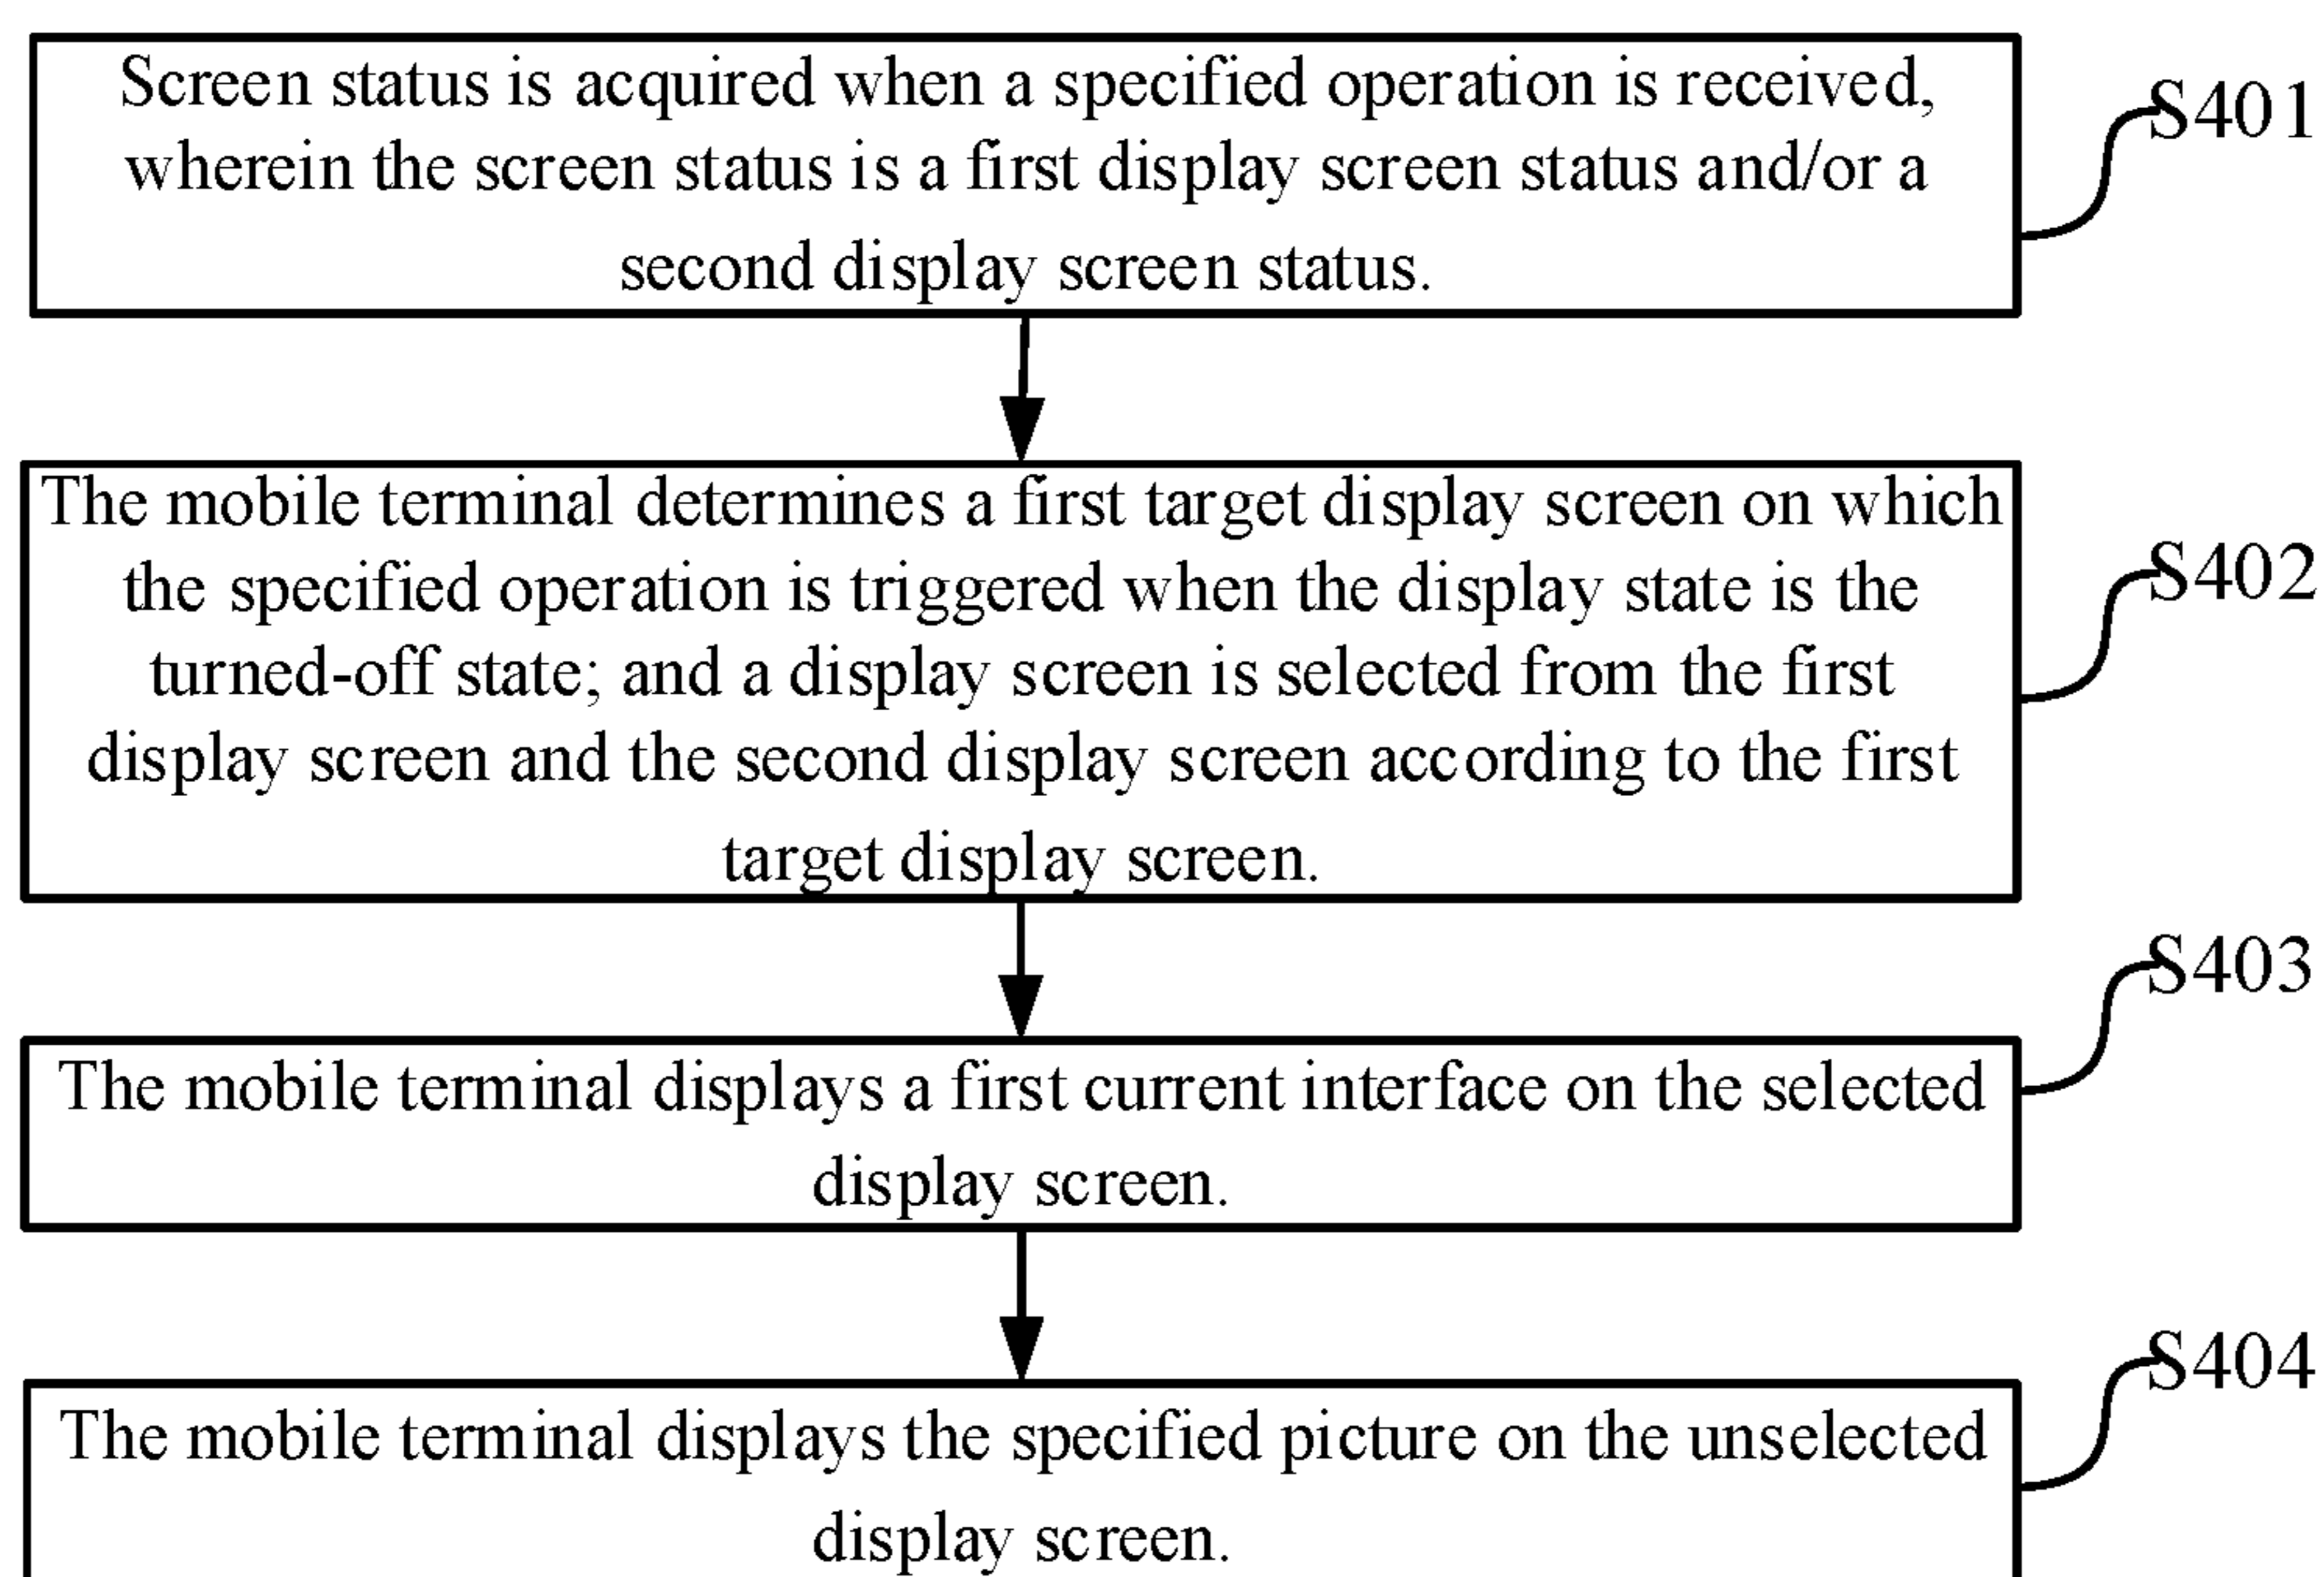 Screen status is acquired when a specified operation is received,
wherein the screen status is a first display screen status and/or a
second display screen status.
S401
The mobile terminal determines a first target display screen on which
the specified operation is triggered when the display state is the
turned-off state; and a display screen is selected from the first
display screen and the second display screen according to the first
target display screen.
S402
The mobile terminal displays a first current interface on the selected
display screen.
S403
The mobile terminal displays the specified picture on the unselected
display screen.
S404